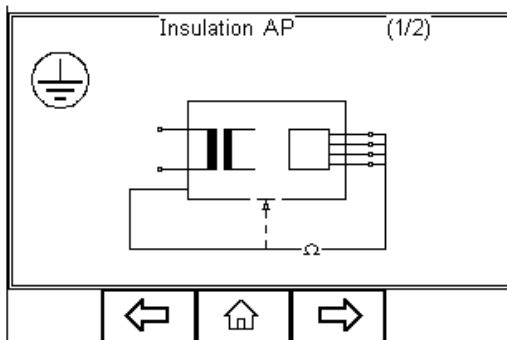 Insulation AP (1/2)
Ω